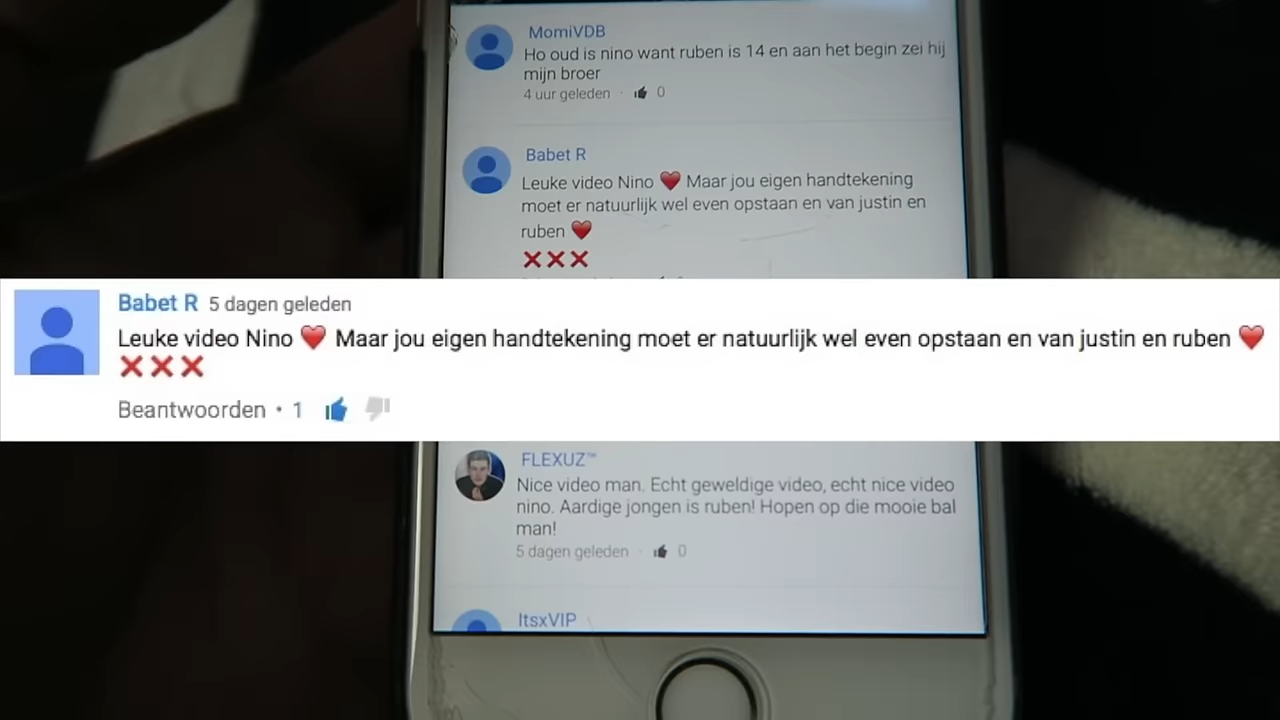 MomiVDB
Ho oud is nino want ruben is 14 en aan het begin zei hij
mijn broer
4 uur geleden · 0
Babet R
Leuke video Nino ❤️ Maar jou eigen handtekening
moet er natuurlijk wel even opstaan en van justin en
ruben ❤️
❌❌❌
Babet R 5 dagen geleden
Leuke video Nino ❤️ Maar jou eigen handtekening moet er natuurlijk wel even opstaan en van justin en ruben ❤️
❌❌❌
Beantwoorden • 1
FLEXUZ™
Nice video man. Echt geweldige video, echt nice video
nino. Aardige jongen is ruben! Hopen op die mooie bal
man!
5 dagen geleden · 0
ItsxVIP